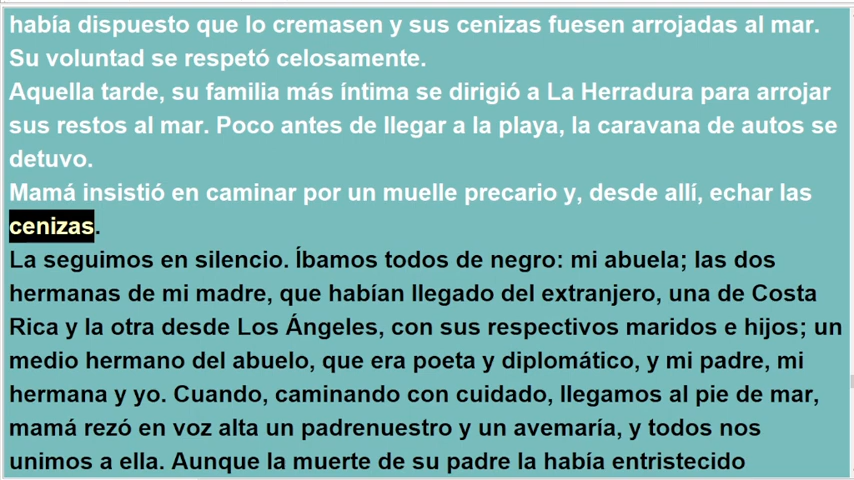 había dispuesto que lo cremasen y sus cenizas fuesen arrojadas al mar.
Su voluntad se respetó celosamente.
Aquella tarde, su familia más íntima se dirigió a La Herradura para arrojar
sus restos al mar. Poco antes de llegar a la playa, la caravana de autos se
detuvo.
Mamá insistió en caminar por un muelle precario y, desde allí, echar las
cenizas.
La seguimos en silencio. Íbamos todos de negro: mi abuela; las dos
hermanas de mi madre, que habían llegado del extranjero, una de Costa
Rica y la otra desde Los Ángeles, con sus respectivos maridos e hijos; un
medio hermano del abuelo, que era poeta y diplomático, y mi padre, mi
hermana y yo. Cuando, caminando con cuidado, llegamos al pie de mar,
mamá rezó en voz alta un padrenuestro y un avemaría, y todos nos
unimos a ella. Aunque la muerte de su padre la había entristecido